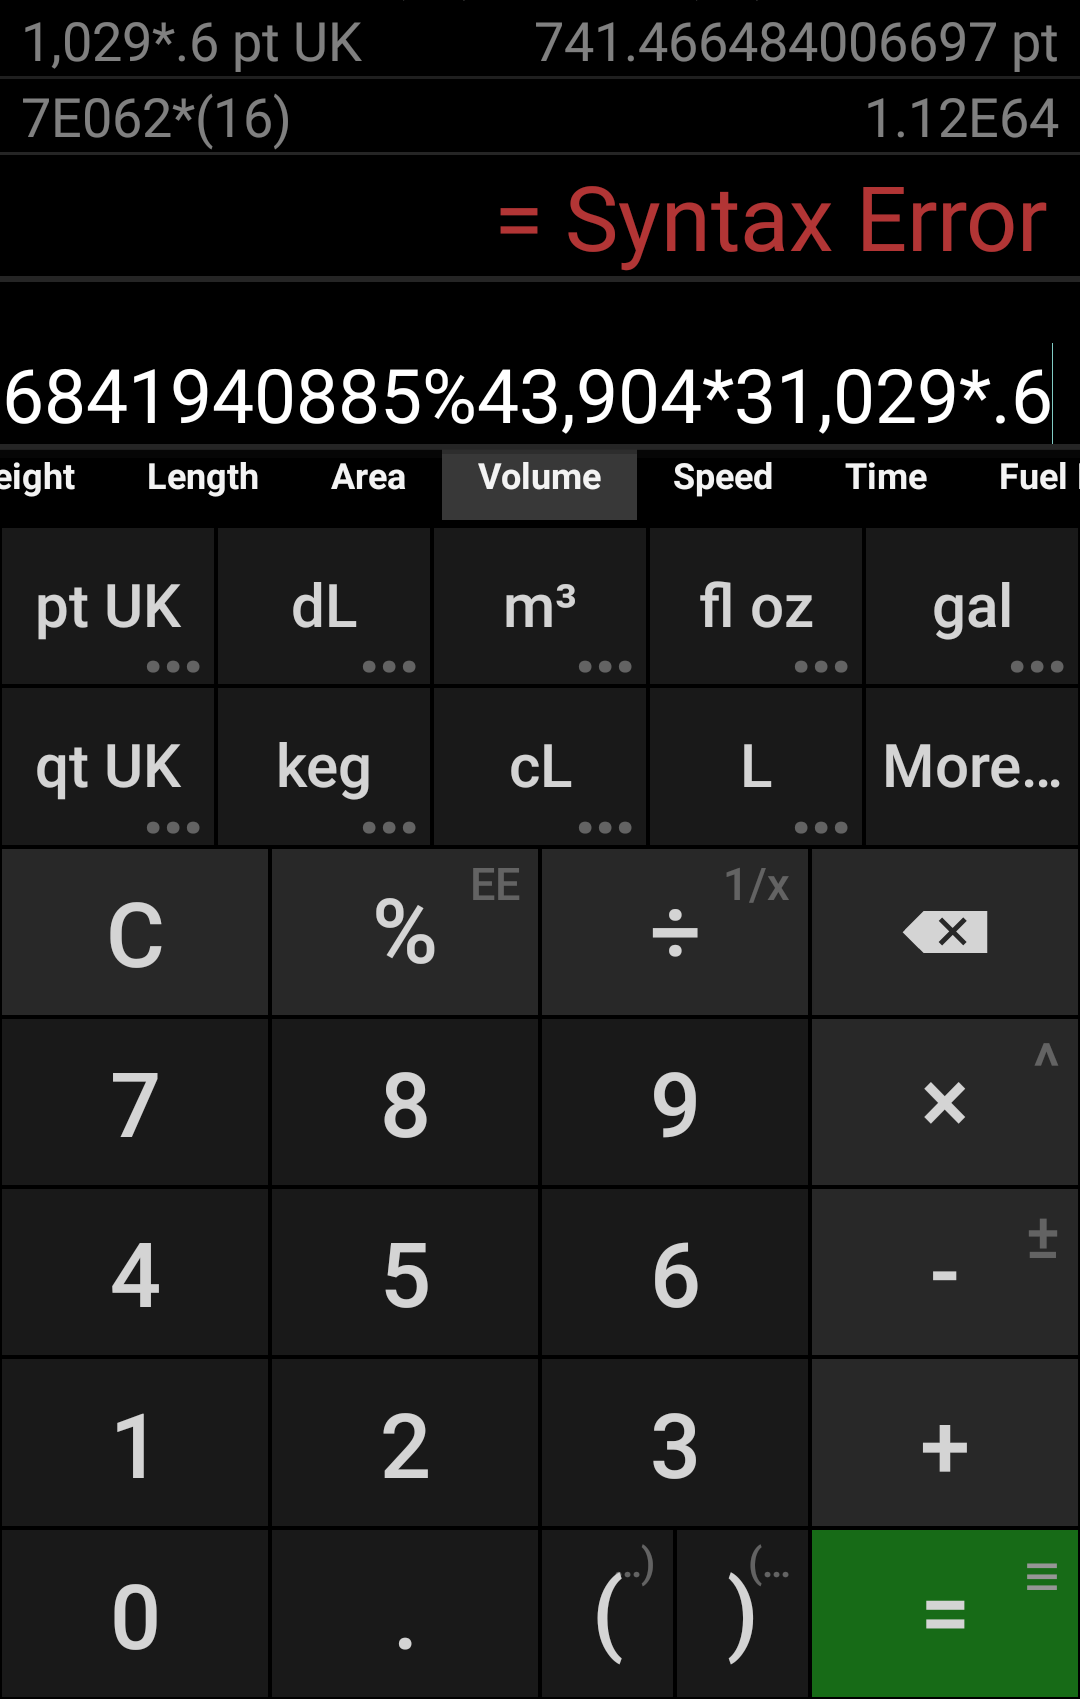 1,029*.6 pt UK 741.466484006697 pt
7E062*(16) 1.12E64
= Syntax Error
6841940885%43,904*31,029*.6
eight Length Area Volume Speed Time Fuel
pt UK dL m³ fl oz gal
qt UK keg cL L More...
C % EE ÷ 1/x
7 8 9 × ^
4 5 6 - ±
1 2 3 +
0 . ( ..) ) (... = ≡